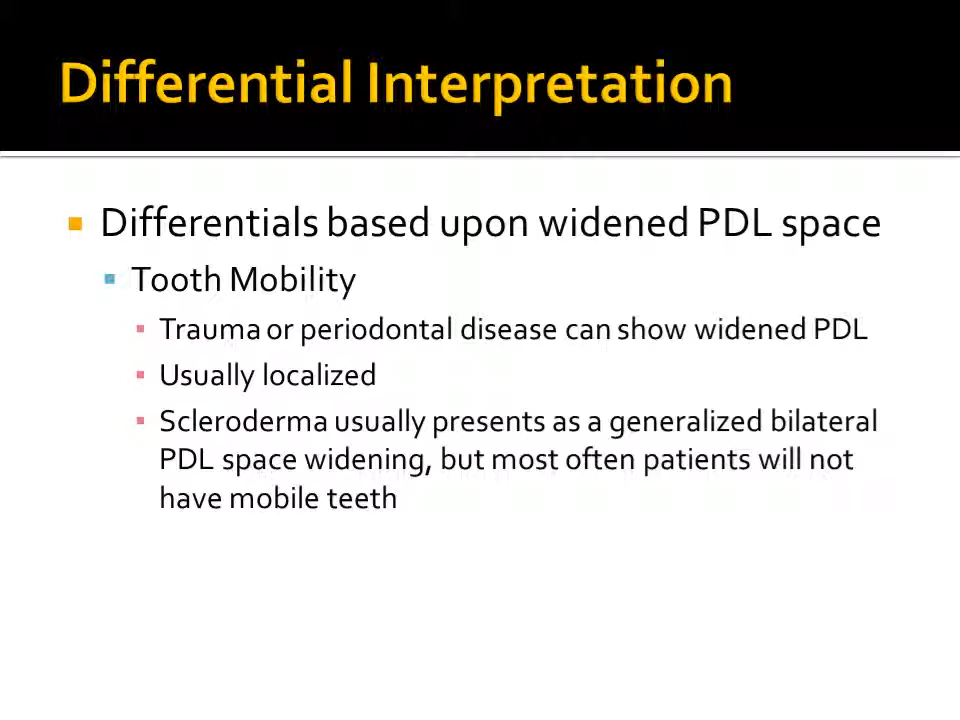 Differential Interpretation
Differentials based upon widened PDL space
Tooth Mobility
Trauma or periodontal disease can show widened PDL
Usually localized
Scleroderma usually presents as a generalized bilateral
PDL space widening, but most often patients will not
have mobile teeth